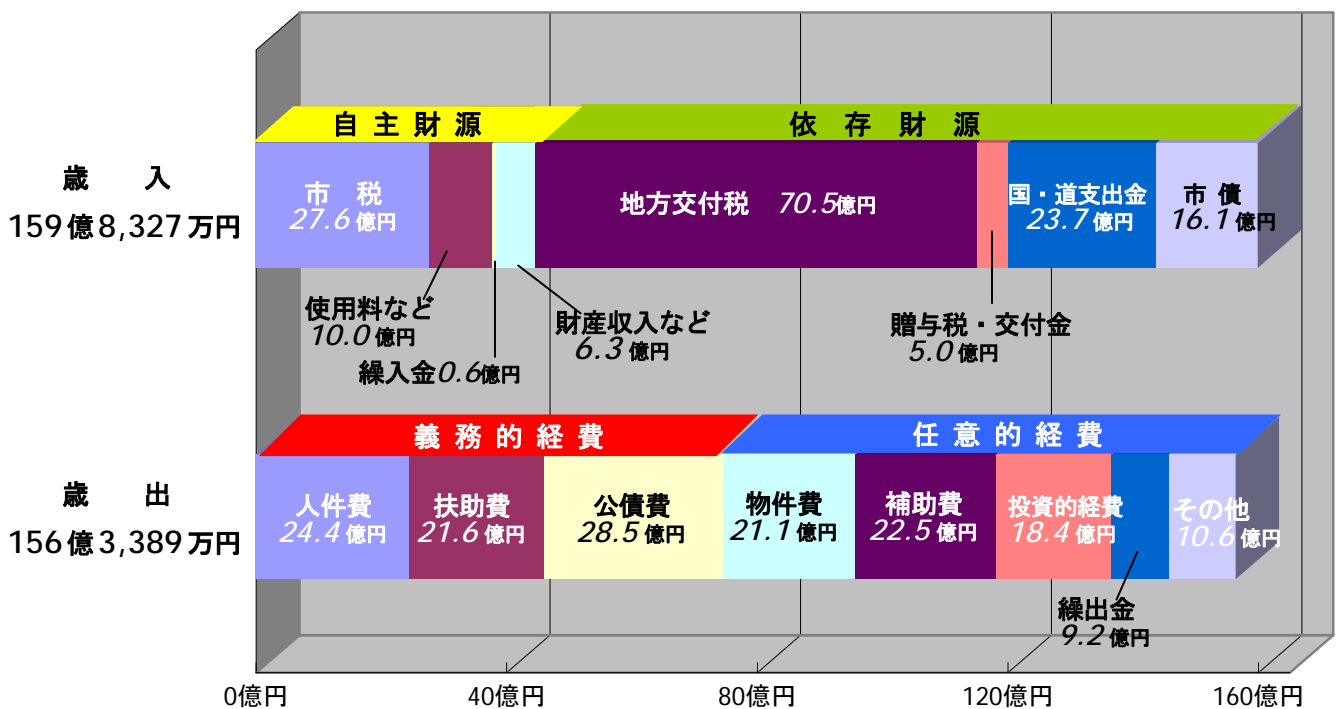 自主財源
依存財源
歳 入
159億8,327万円
市 税
27.6億円
地方交付税 70.5億円
国・道支出金
23.7億円
市 債
16.1億円
使用料など
10.0億円
繰入金0.6億円
財産収入など
6.3億円
贈与税・交付金
5.0億円
義務的経費
任意的経費
歳 出
156億3,389万円
人件費
24.4億円
扶助費
21.6億円
公債費
28.5億円
物件費
21.1億円
補助費
22.5億円
投資的経費
18.4億円
その他
10.6億円
繰出金
9.2億円
0億円 40億円 80億円 120億円 160億円